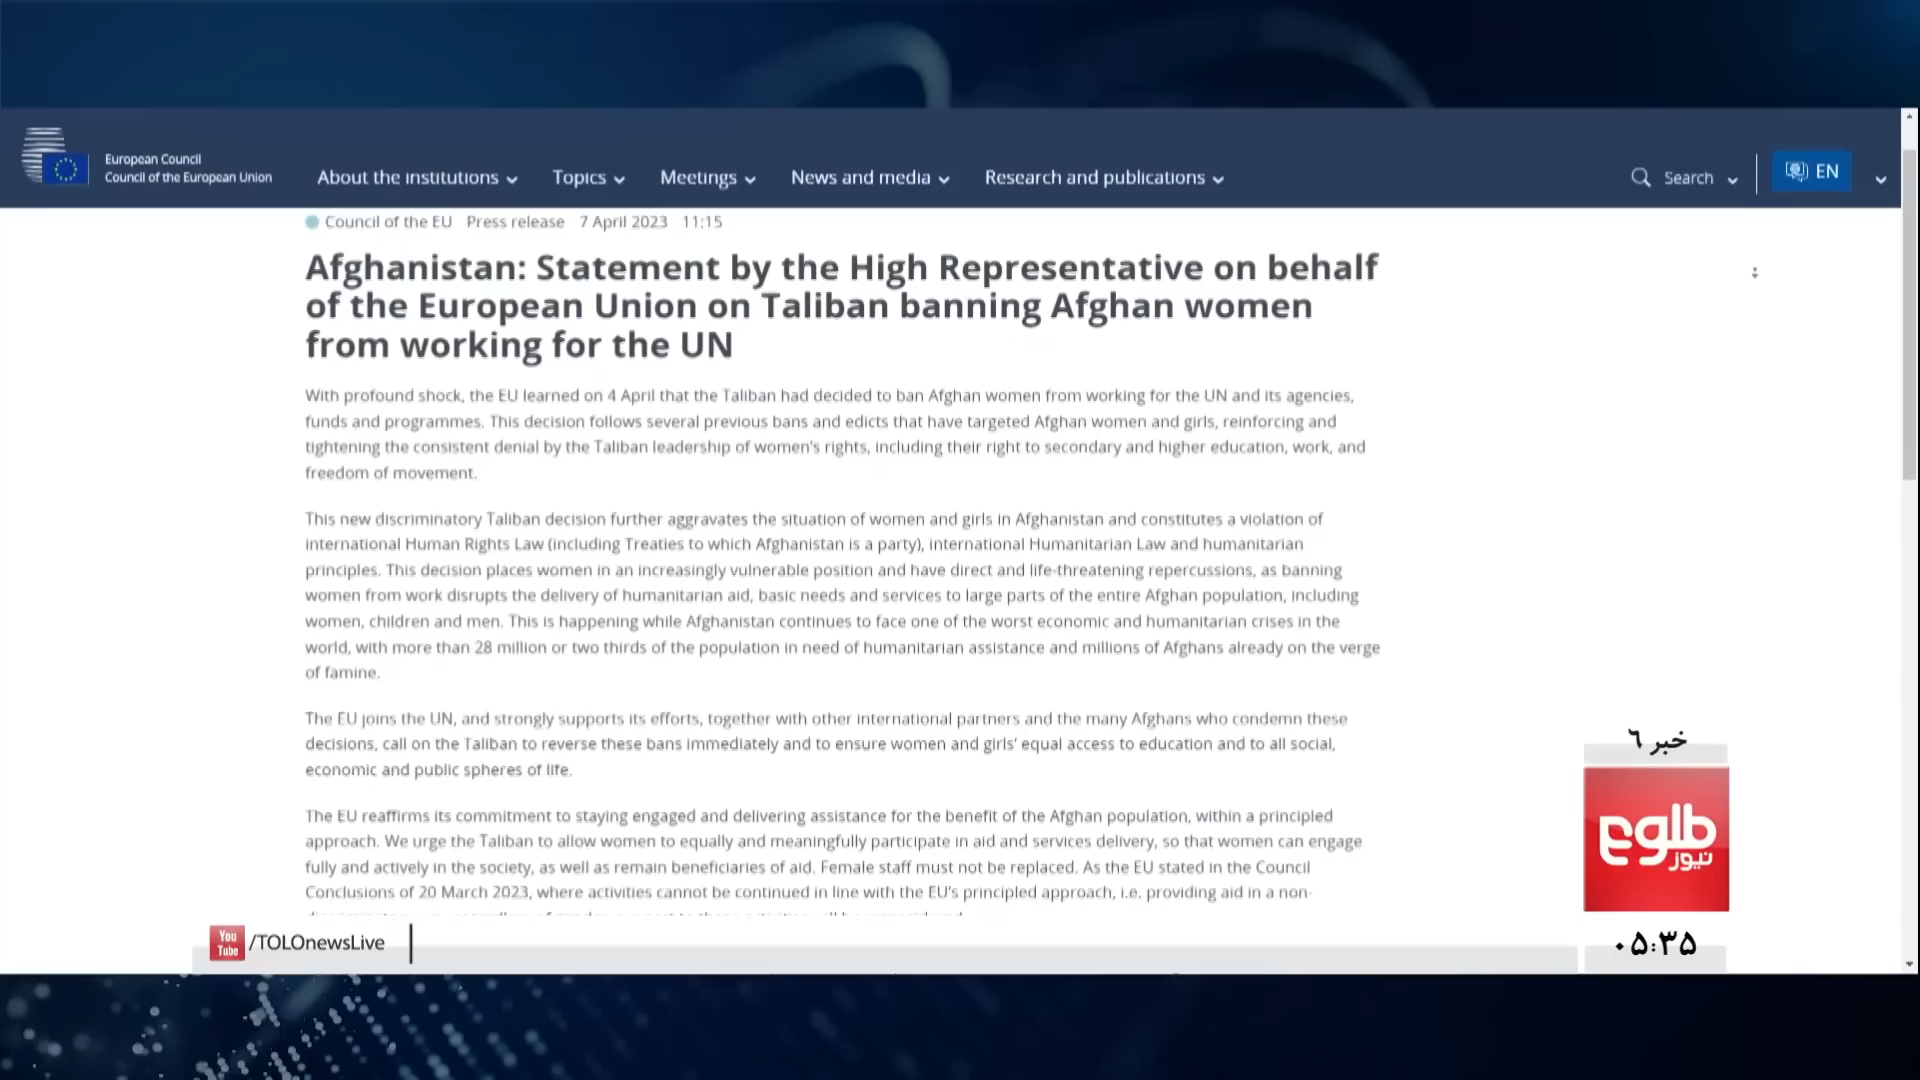 European Council
Council of the European Union
About the institutions
Topics
Meetings
News and media
Research and publications
Search
EN
Council of the EU Press release 7 April 2023 11:15
Afghanistan: Statement by the High Representative on behalf
of the European Union on Taliban banning Afghan women
from working for the UN
With profound shock, the EU learned on 4 April that the Taliban had decided to ban Afghan women from working for the UN and its agencies,
funds and programmes. This decision follows several previous bans and edicts that have targeted Afghan women and girls, reinforcing and
tightening the consistent denial by the Taliban leadership of women's rights, including their right to secondary and higher education, work, and
freedom of movement.
This new discriminatory Taliban decision further aggravates the situation of women and girls in Afghanistan and constitutes a violation of
international Human Rights Law (including Treaties to which Afghanistan is a party), international Humanitarian Law and humanitarian
principles. This decision places women in an increasingly vulnerable position and have direct and life-threatening repercussions, as banning
women from work disrupts the delivery of humanitarian aid, basic needs and services to large parts of the entire Afghan population, including
women, children and men. This is happening while Afghanistan continues to face one of the worst economic and humanitarian crises in the
world, with more than 28 million or two thirds of the population in need of humanitarian assistance and millions of Afghans already on the verge
of famine.
The EU joins the UN, and strongly supports its efforts, together with other international partners and the many Afghans who condemn these
decisions, call on the Taliban to reverse these bans immediately and to ensure women and girls' equal access to education and to all social,
economic and public spheres of life.
The EU reaffirms its commitment to staying engaged and delivering assistance for the benefit of the Afghan population, within a principled
approach. We urge the Taliban to allow women to equally and meaningfully participate in aid and services delivery, so that women can engage
fully and actively in the society, as well as remain beneficiaries of aid. Female staff must not be replaced. As the EU stated in the Council
Conclusions of 20 March 2023, where activities cannot be continued in line with the EU's principled approach, i.e. providing aid in a non-
خبر ٦
طلوع
نیوز
You
Tube
/TOLOnewsLive
۰۵:۳۵